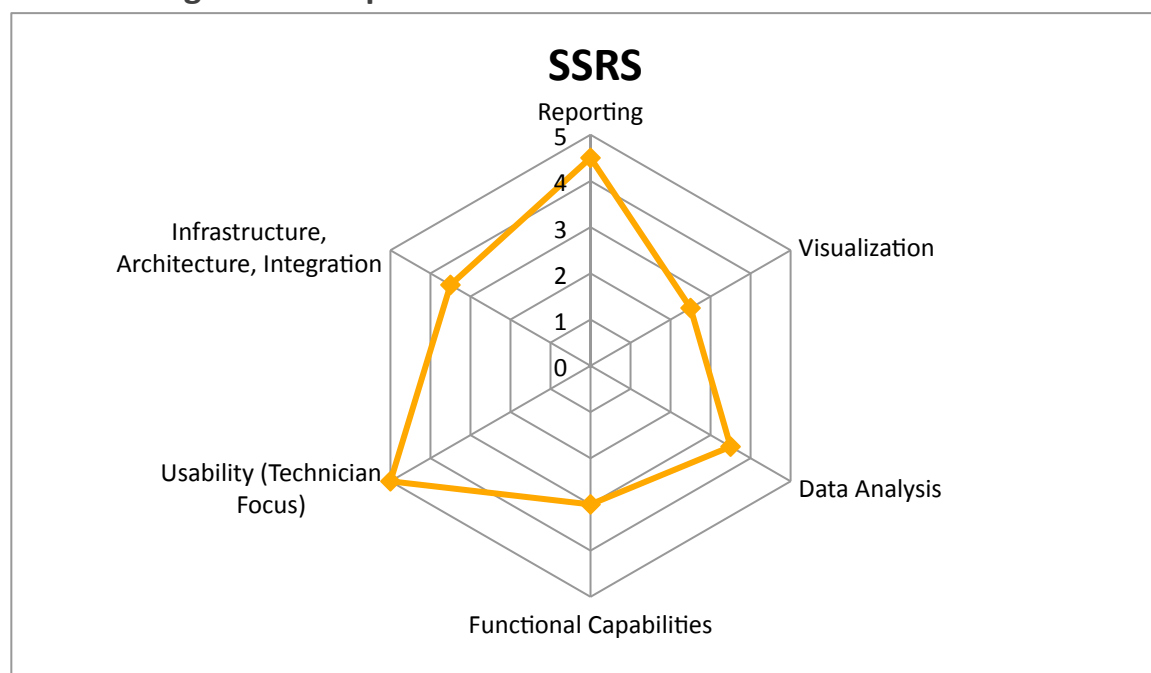 SSRS
Reporting
5
4
3
2
1
0
Visualization
Data Analysis
Functional Capabilities
Usability (Technician
Focus)
Infrastructure,
Architecture, Integration